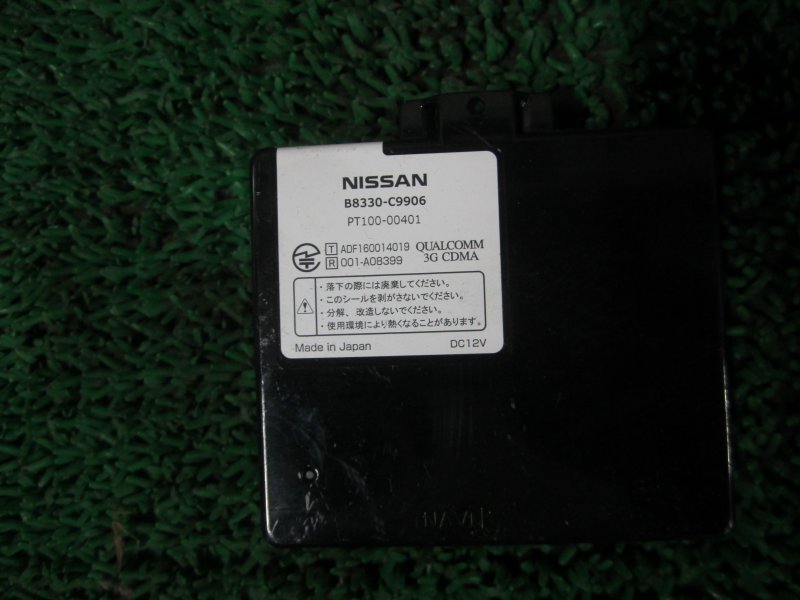 NISSAN
B8330-C9906
PT100-00401
T ADF160014019 QUALCOMM
R 001-A08399 3G CDMA
・落下の際には廃棄してください。
・このシールを剥がさないでください。
・分解、改造しないでください。
・使用環境により熱くなることがあります。
Made in Japan DC12V